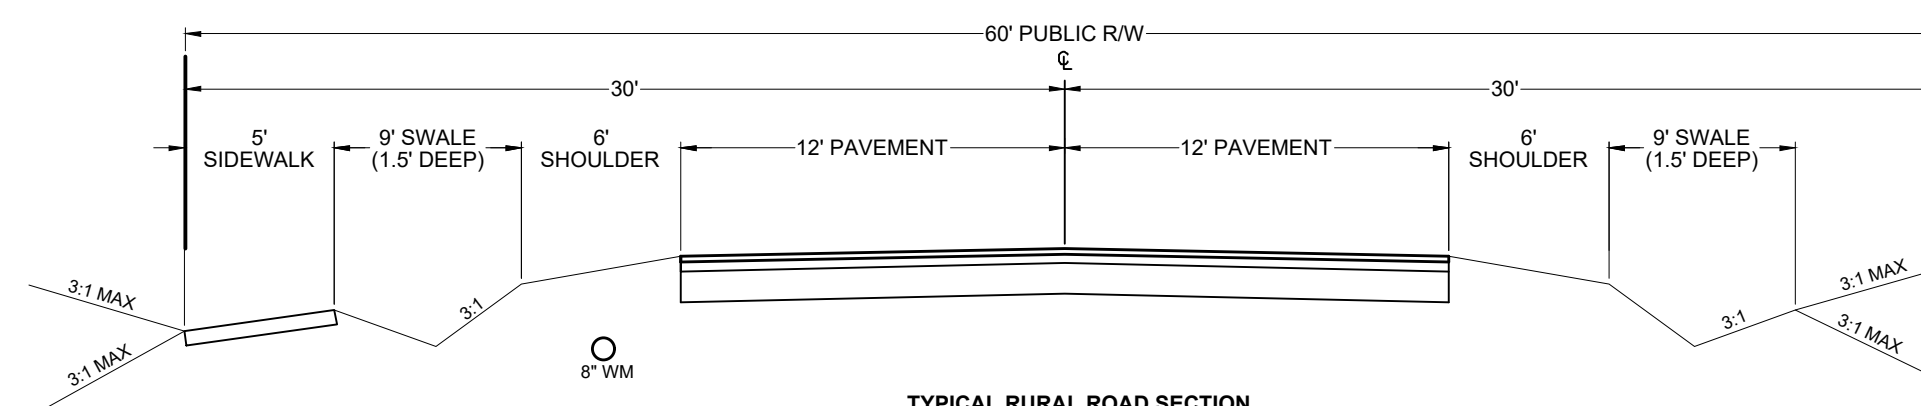 60' PUBLIC R/W
℄
30'
30'
5'
SIDEWALK
9' SWALE
(1.5' DEEP)
6'
SHOULDER
12' PAVEMENT
12' PAVEMENT
6'
SHOULDER
9' SWALE
(1.5' DEEP)
3:1 MAX
3:1 MAX
3:1
8" WM
3:1
3:1 MAX
3:1 MAX
TYPICAL RURAL ROAD SECTION